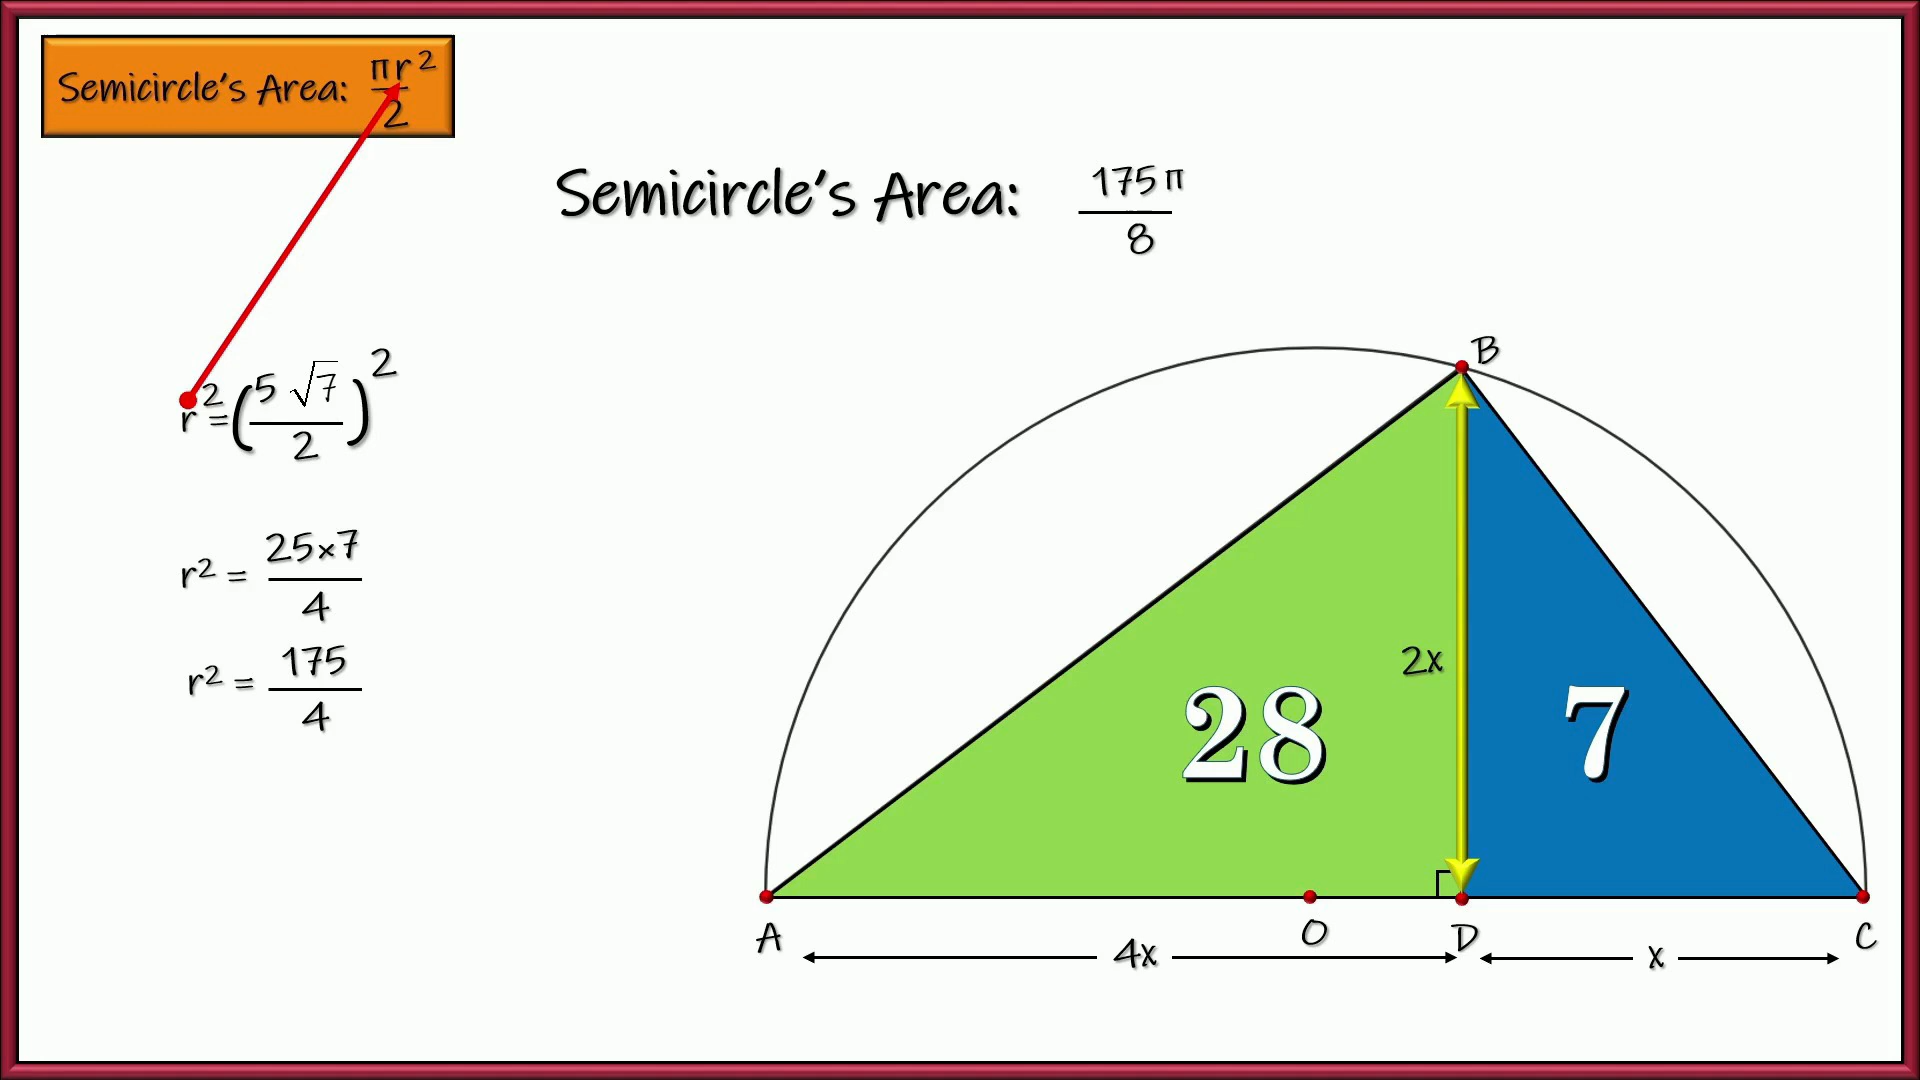 Semicircle's Area: πr²/2
Semicircle's Area: 175π/8
r² = (5√7/2)²
r² = 25×7/4
r² = 175/4
B
2x
28
7
A
O
D
C
4x
x